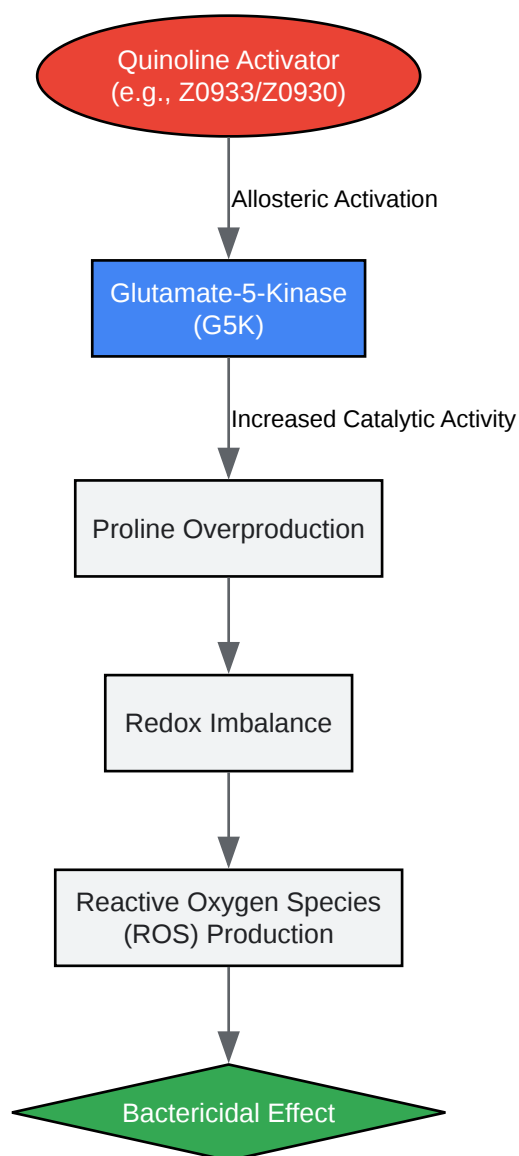 Quinoline Activator
(e.g., Z0933/Z0930)
Allosteric Activation
Glutamate-5-Kinase
(G5K)
Increased Catalytic Activity
Proline Overproduction
Redox Imbalance
Reactive Oxygen Species
(ROS) Production
Bactericidal Effect